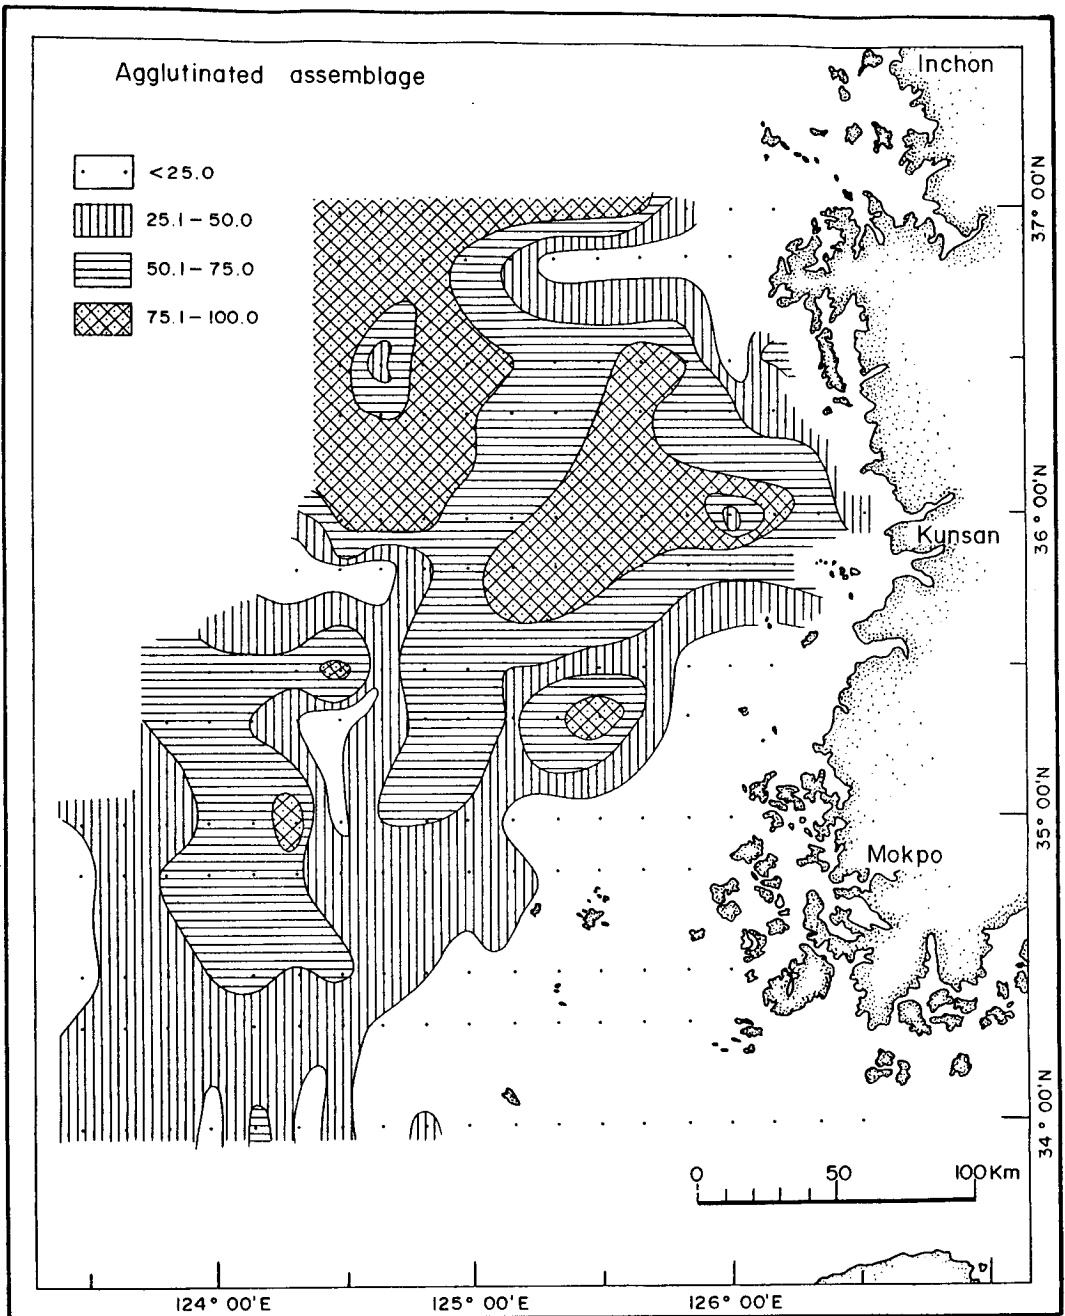 Agglutinated assemblage
<25.0
25.1-50.0
50.1-75.0
75.1-100.0
Inchon
37° 00'N
36° 00'N
Kunsan
35° 00'N
Mokpo
34° 00'N
0 50 100Km
124° 00'E 125° 00'E 126° 00'E